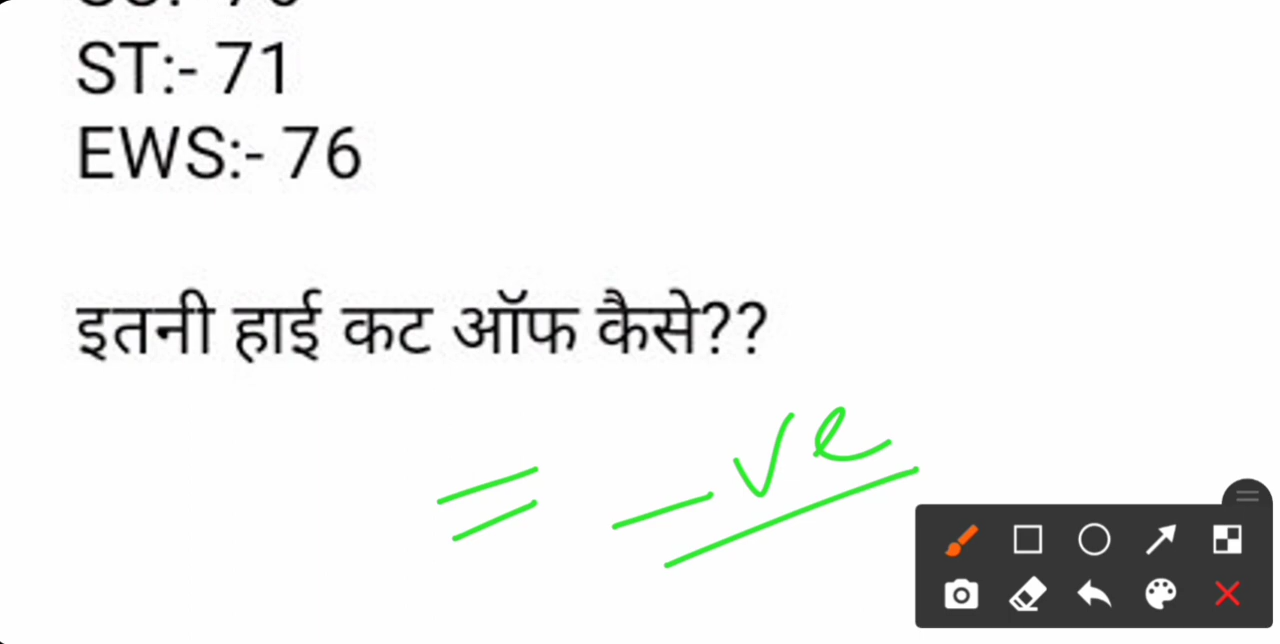 ST:- 71
EWS:- 76
इतनी हाई कट ऑफ कैसे??
= -ve